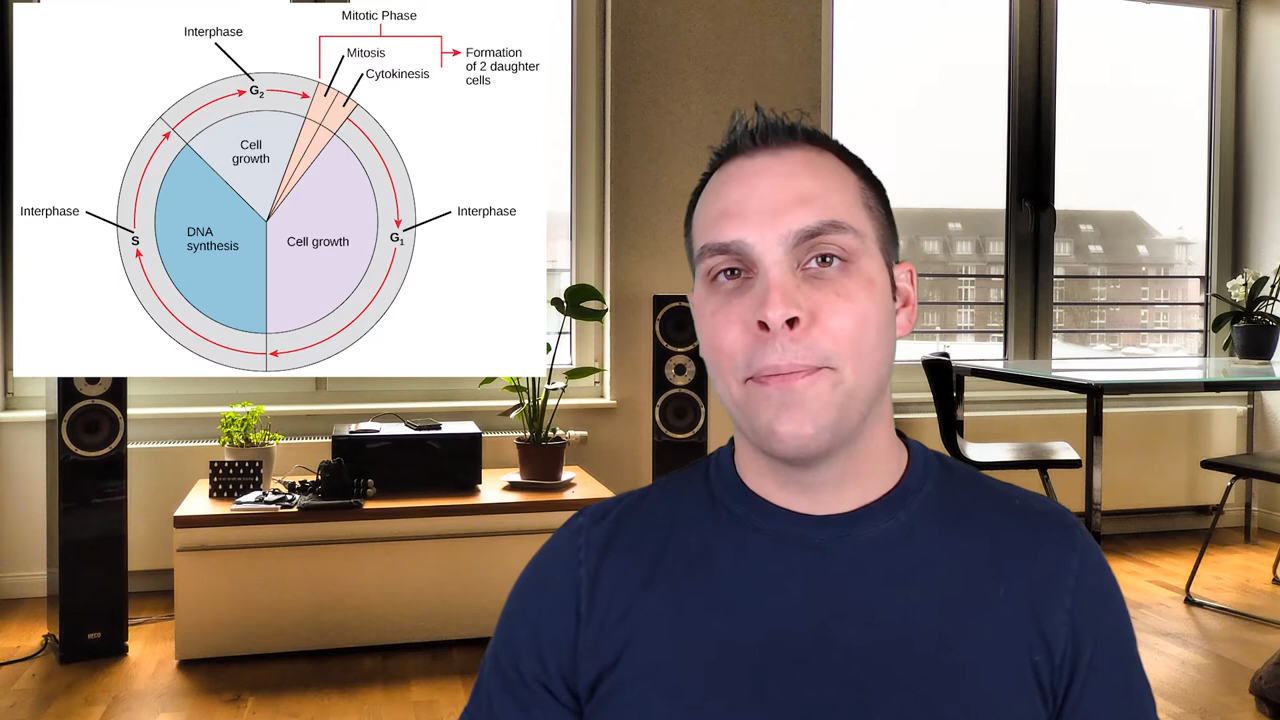 Mitotic Phase
Interphase
Mitosis
Formation
of 2 daughter
cells
Cytokinesis
G2
Cell
growth
Interphase
Interphase
DNA
synthesis
S
Cell growth
G1
HECO